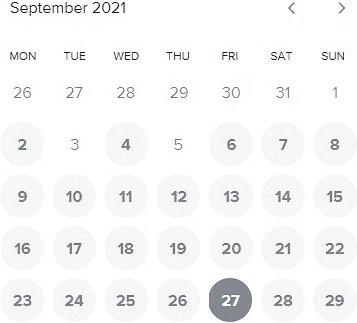 September 2021
MON TUE WED THU FRI SAT SUN
26 27 28 29 30 31 1
2 3 4 5 6 7 8
9 10 11 12 13 14 15
16 17 18 19 20 21 22
23 24 25 26 27 28 29